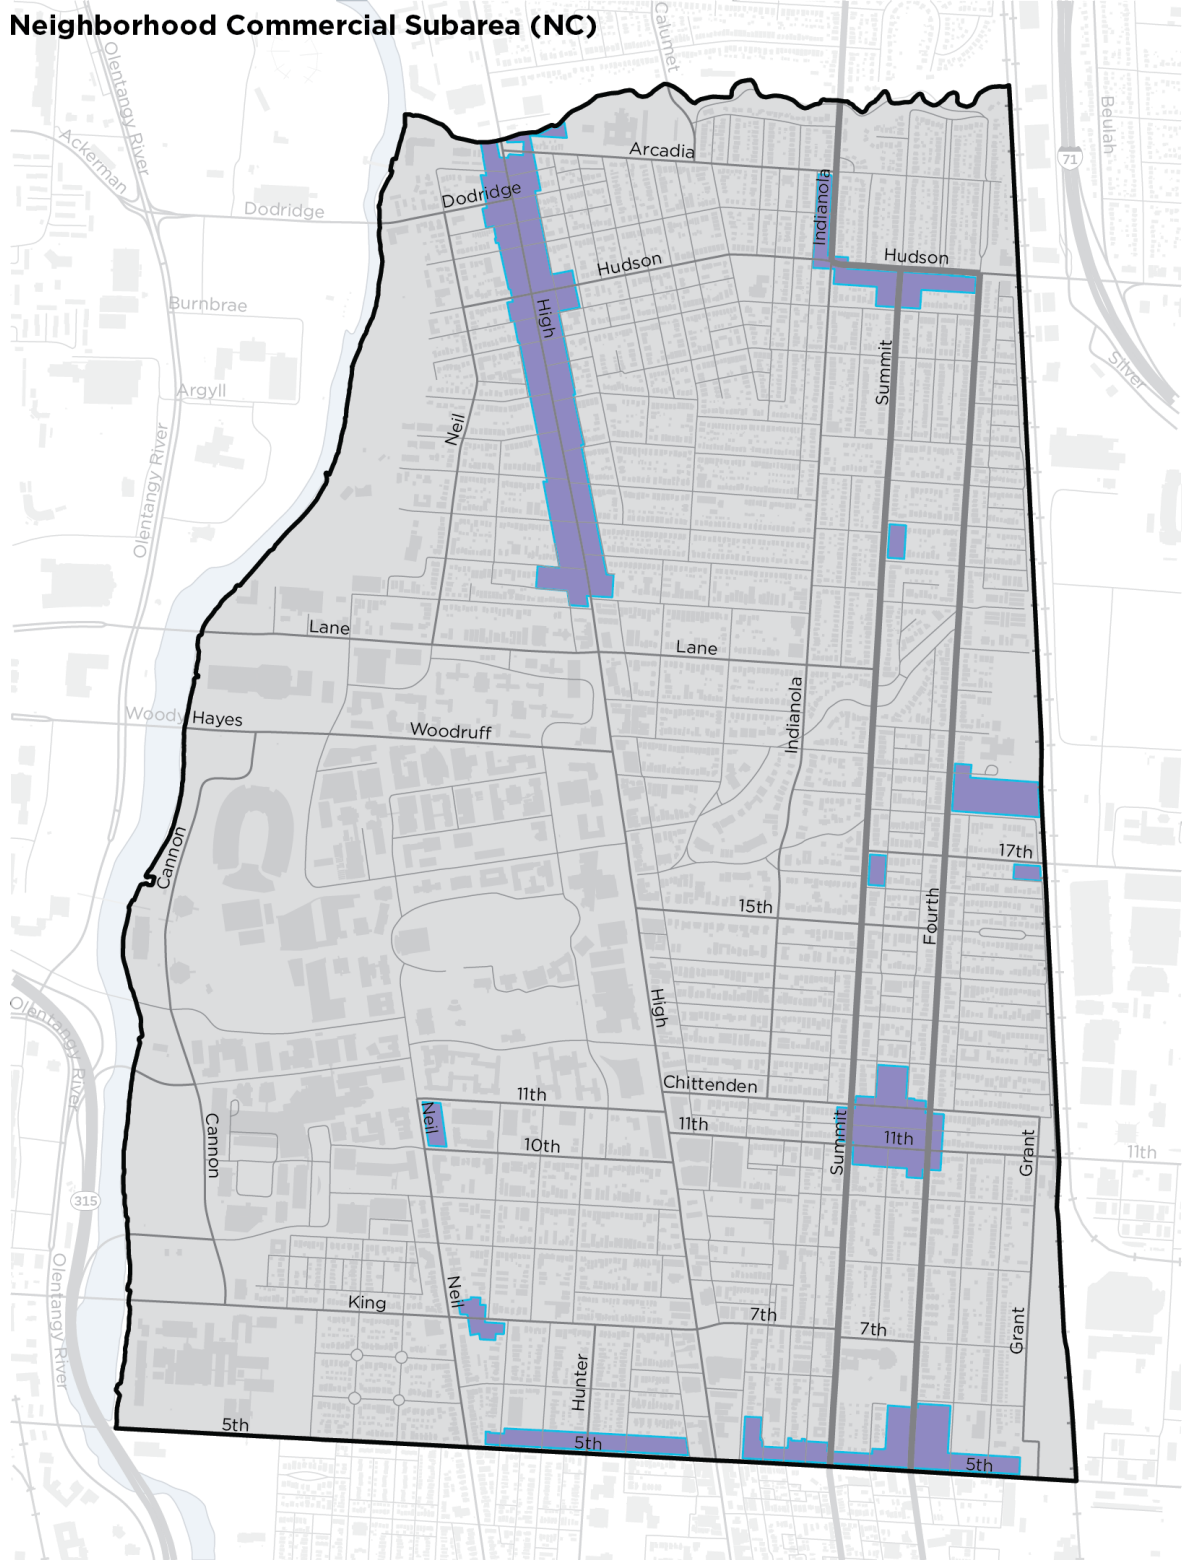 Neighborhood Commercial Subarea (NC)
Calumet
Olentangy River
Beulah
Ackerman
71
Arcadia
Indianola
Dodridge
Dodridge
Hudson
Hudson
High
Burnbrae
Summit
Silver
Argyll
Neil
Olentangy River
Lane
Lane
Indianola
Woody Hayes
Woodruff
Cannon
17th
Fourth
15th
High
Olentangy River
Chittenden
11th
Neil
Cannon
11th
Summit
11th
Grant
10th
11th
315
Olentangy River
Neil
King
7th
7th
Grant
Hunter
5th
5th
5th